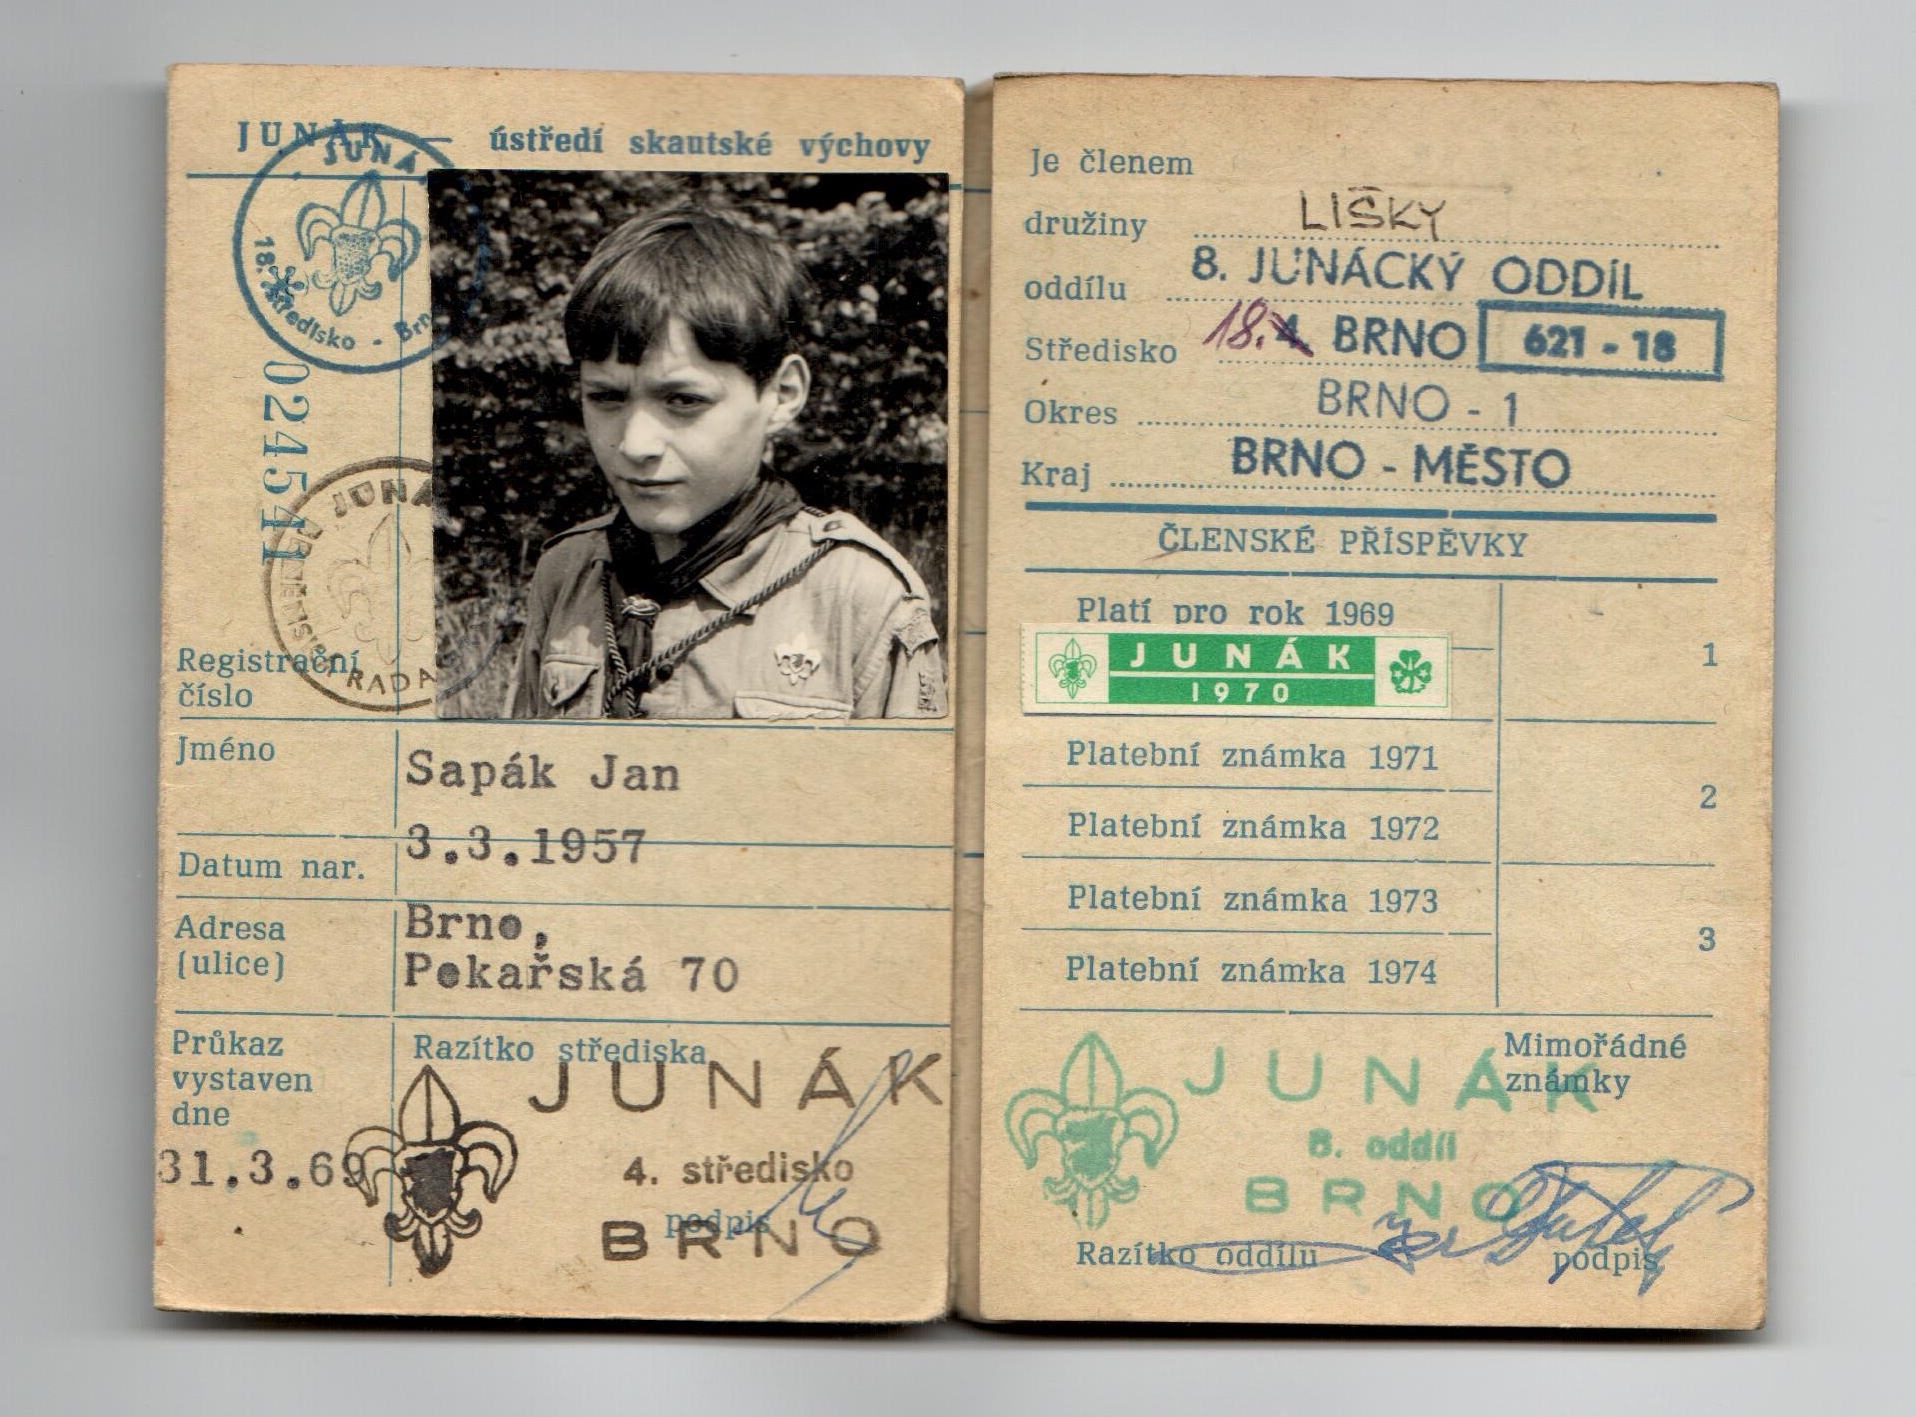 JUNÁK — ústředí skautské výchovy
JUNÁ
18. středisko - Brn
024541
JUNÁ
RADA
Registrační
číslo
Jméno
Sapák Jan
Datum nar.
3.3.1957
Adresa
(ulice)
Brno,
Pekařská 70
Průkaz
vystaven
dne
31.3.69
Razítko střediska
JUNÁK
4. středisko
podpis
BRNO
Je členem
družiny LIŠKY
oddílu 8. JUNÁCKÝ ODDÍL
Středisko 18. 4. BRNO 621 - 18
Okres BRNO - 1
Kraj BRNO - MĚSTO
ČLENSKÉ PŘÍSPĚVKY
Platí pro rok 1969
JUNÁK
1970
1
Platební známka 1971
2
Platební známka 1972
Platební známka 1973
3
Platební známka 1974
Mimořádné
známky
JUNÁK
8. oddíl
BRNO
Razítko oddílu podpis